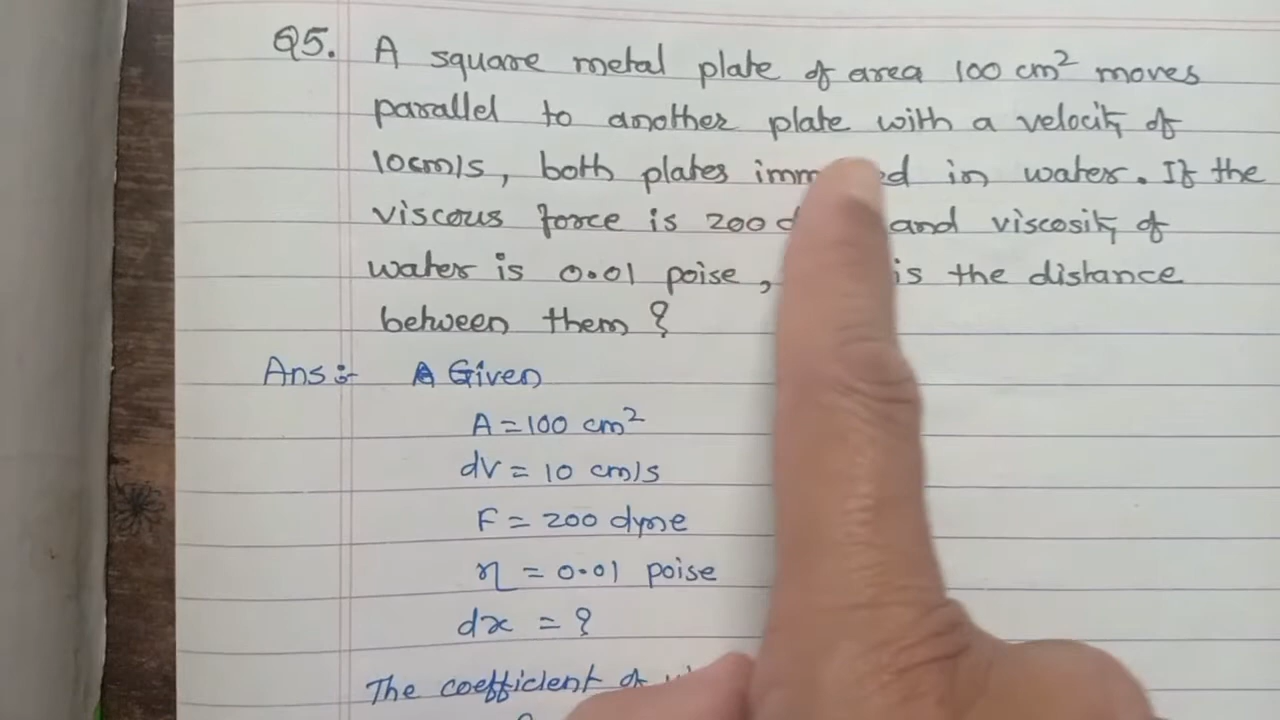 Q5. A square metal plate of area 100 cm² moves
parallel to another plate with a velocity of
10cm/s, both plates in water. If the
viscous force is 200 and viscosity of
water is 0.01 poise, is the distance
between them ?
Ans :- Given
A = 100 cm²
dv = 10 cm/s
F = 200 dyne
η = 0.01 poise
dx = ?
The coefficient of